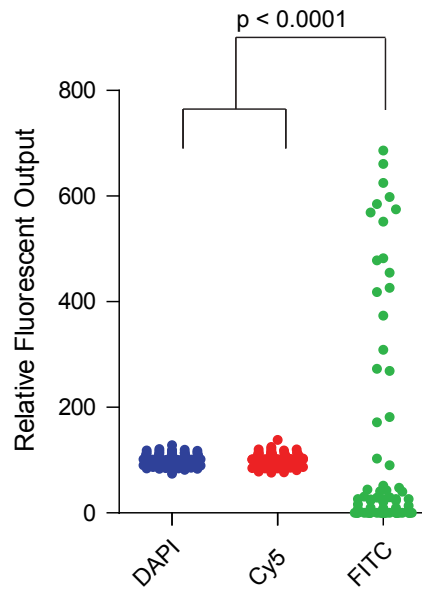 p < 0.0001
Relative Fluorescent Output
800
600
400
200
0
DAPI
Cy5
FITC